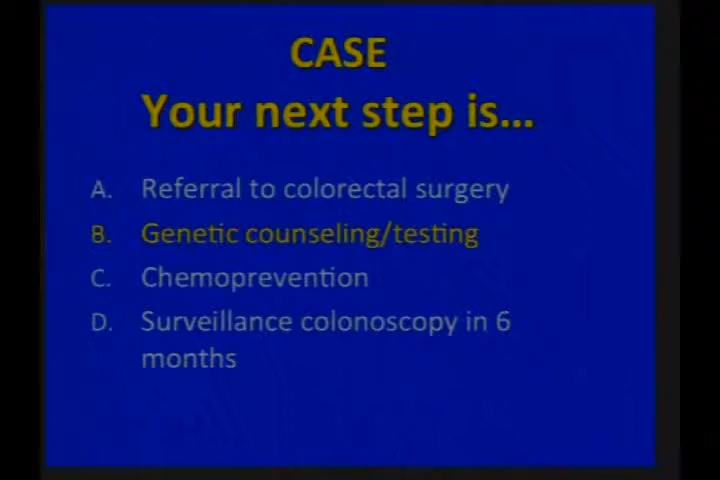 CASE
Your next step is...
A. Referral to colorectal surgery
B. Genetic counseling/testing
C. Chemoprevention
D. Surveillance colonoscopy in 6
months